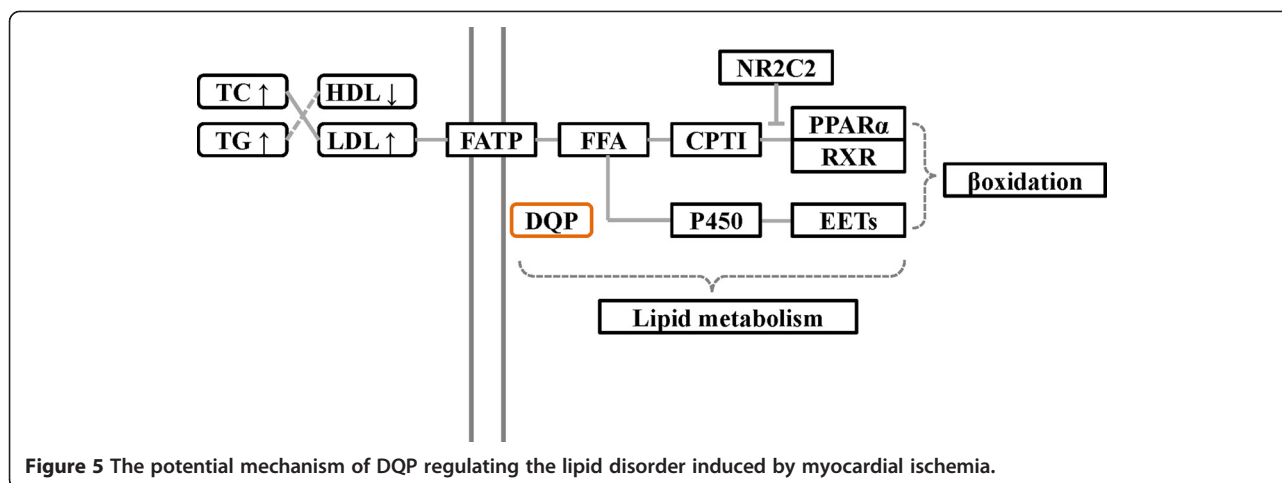 NR2C2
TC ↑
HDL ↓
PPARα
TG ↑
LDL ↑
FATP
FFA
CPTI
RXR
βoxidation
DQP
P450
EETs
Lipid metabolism
Figure 5 The potential mechanism of DQP regulating the lipid disorder induced by myocardial ischemia.